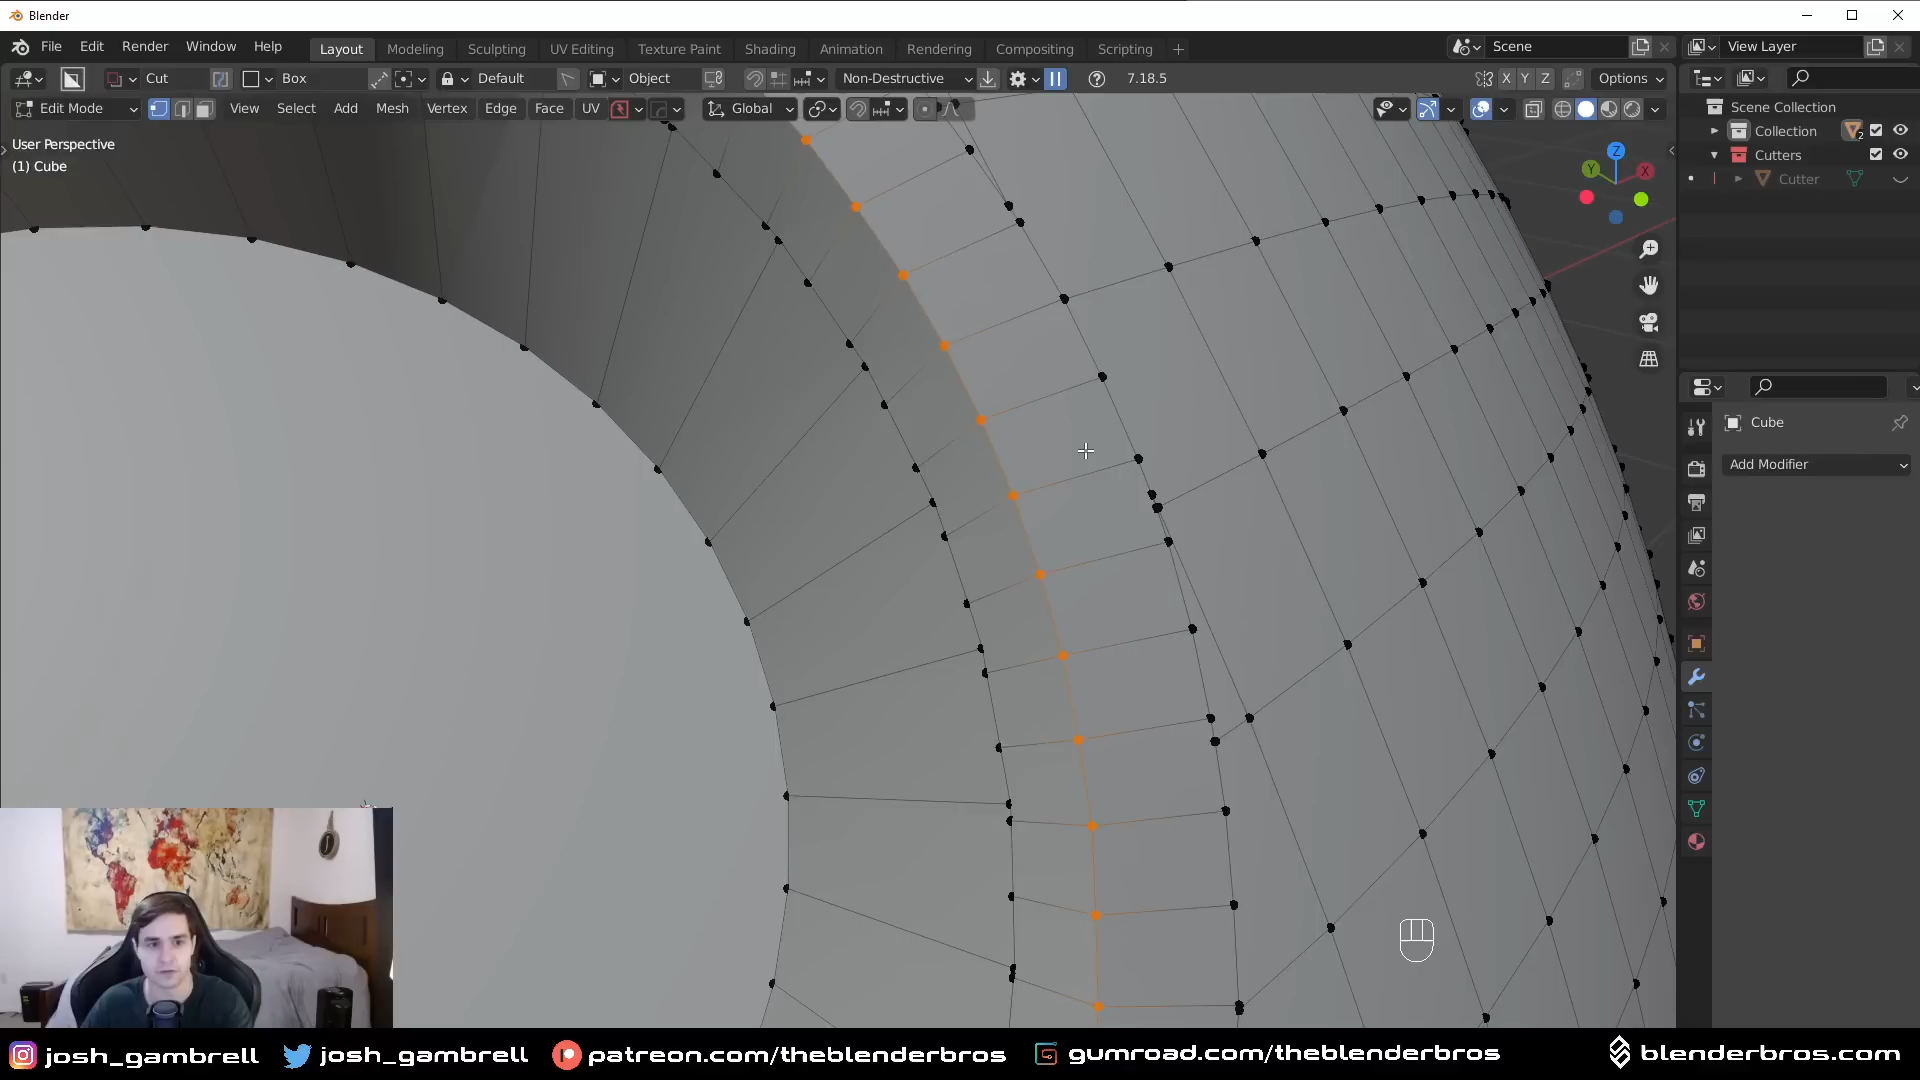 Blender
File Edit Render Window Help Layout Modeling Sculpting UV Editing Texture Paint Shading Animation Rendering Compositing Scripting + Scene View Layer
Cut Box Default Object Non-Destructive 7.18.5 X Y Z Options
Edit Mode View Select Add Mesh Vertex Edge Face UV Global
Scene Collection
Collection 2
Cutters
Cutter
User Perspective
(1) Cube
Z
Y X
Cube
Add Modifier
josh_gambrell josh_gambrell patreon.com/theblenderbros gumroad.com/theblenderbros blenderbros.com